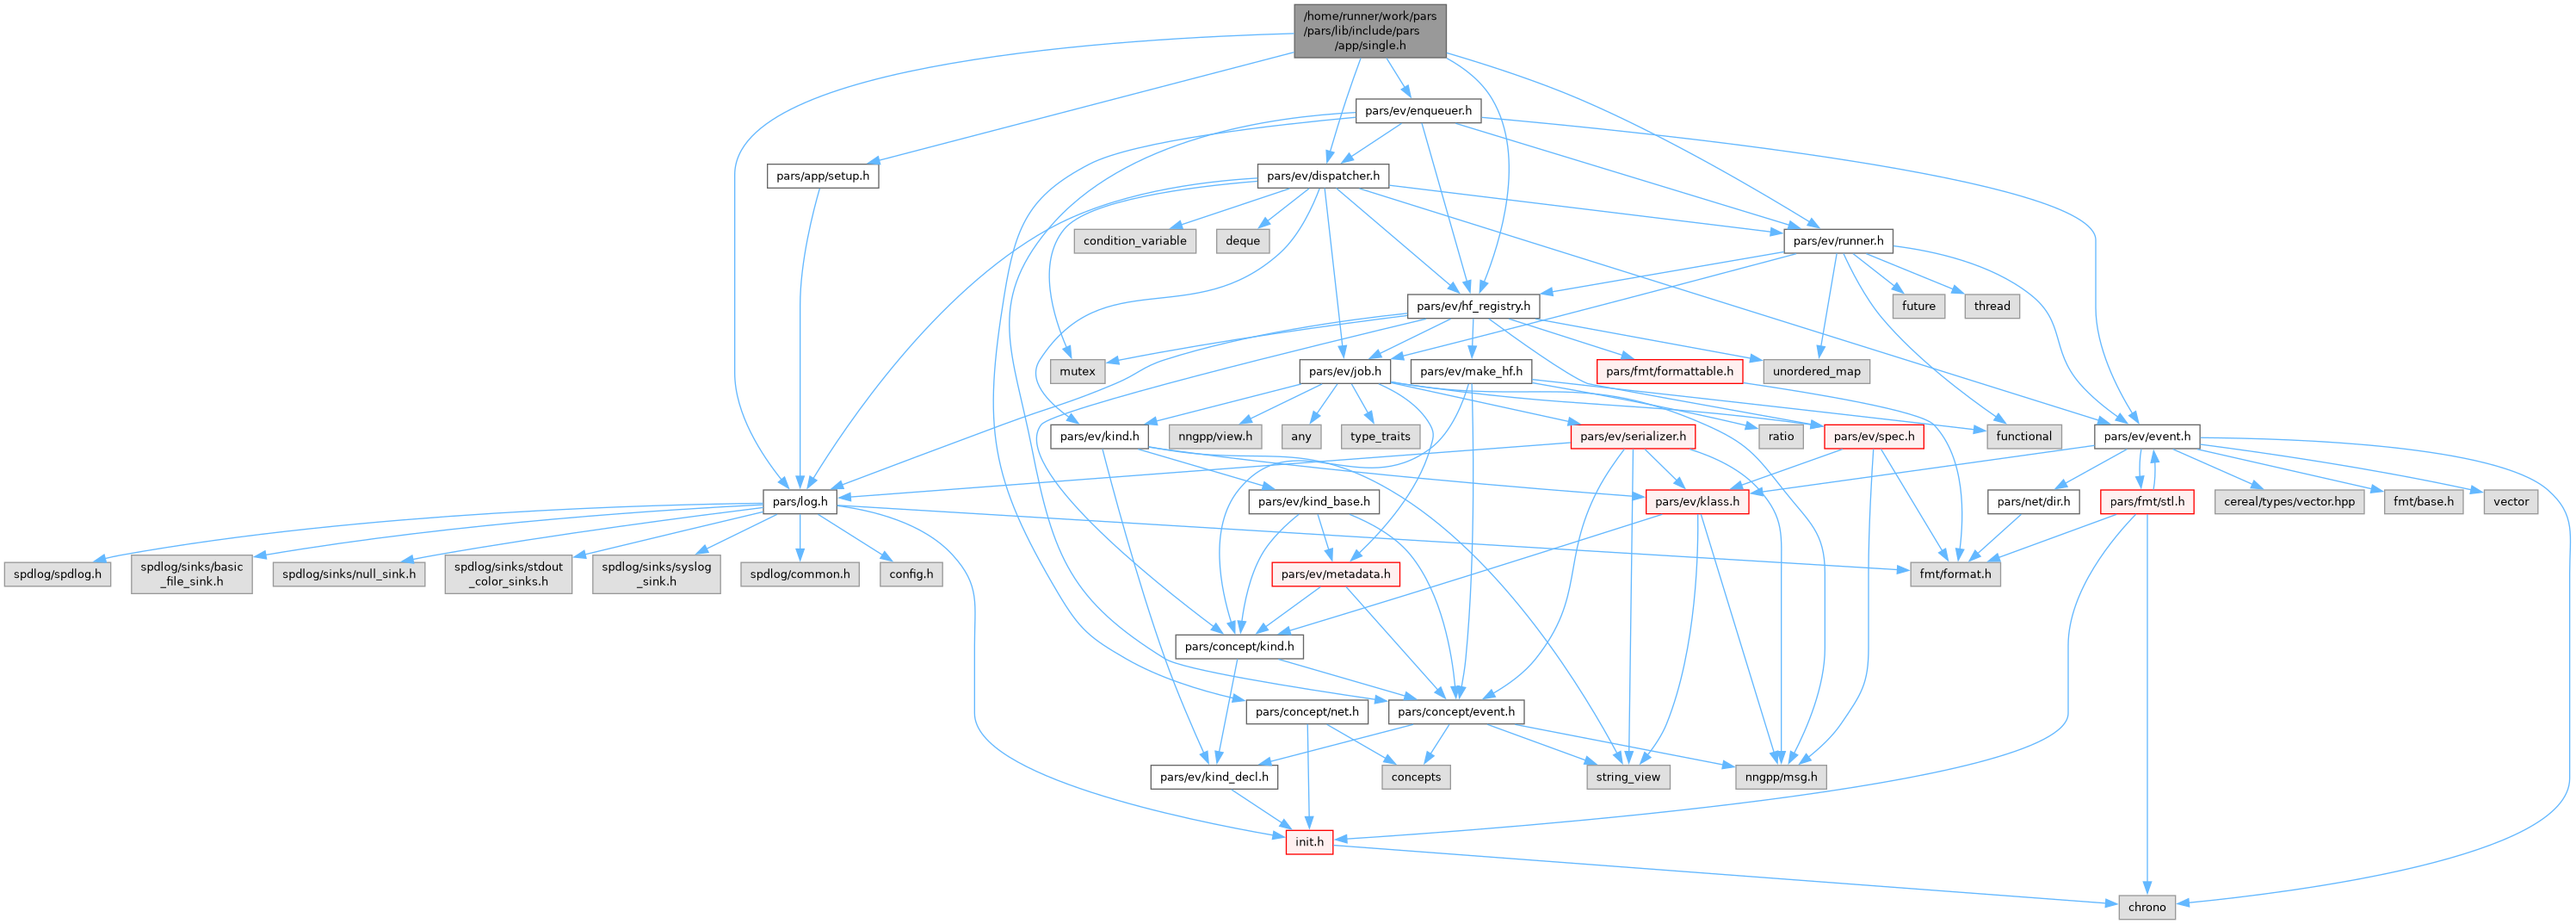 /home/runner/work/pars
/pars/lib/include/pars
/app/single.h
pars/ev/enqueuer.h
pars/app/setup.h
pars/ev/dispatcher.h
condition_variable
deque
pars/ev/runner.h
pars/ev/hf_registry.h
future
thread
mutex
pars/ev/job.h
pars/ev/make_hf.h
pars/fmt/formattable.h
unordered_map
pars/ev/kind.h
nngpp/view.h
any
type_traits
pars/ev/serializer.h
ratio
pars/ev/spec.h
functional
pars/ev/event.h
pars/log.h
pars/ev/kind_base.h
pars/ev/klass.h
pars/net/dir.h
pars/fmt/stl.h
cereal/types/vector.hpp
fmt/base.h
vector
spdlog/spdlog.h
spdlog/sinks/basic
_file_sink.h
spdlog/sinks/null_sink.h
spdlog/sinks/stdout
_color_sinks.h
spdlog/sinks/syslog
_sink.h
spdlog/common.h
config.h
pars/ev/metadata.h
fmt/format.h
pars/concept/kind.h
pars/concept/net.h
pars/concept/event.h
pars/ev/kind_decl.h
concepts
string_view
nngpp/msg.h
init.h
chrono